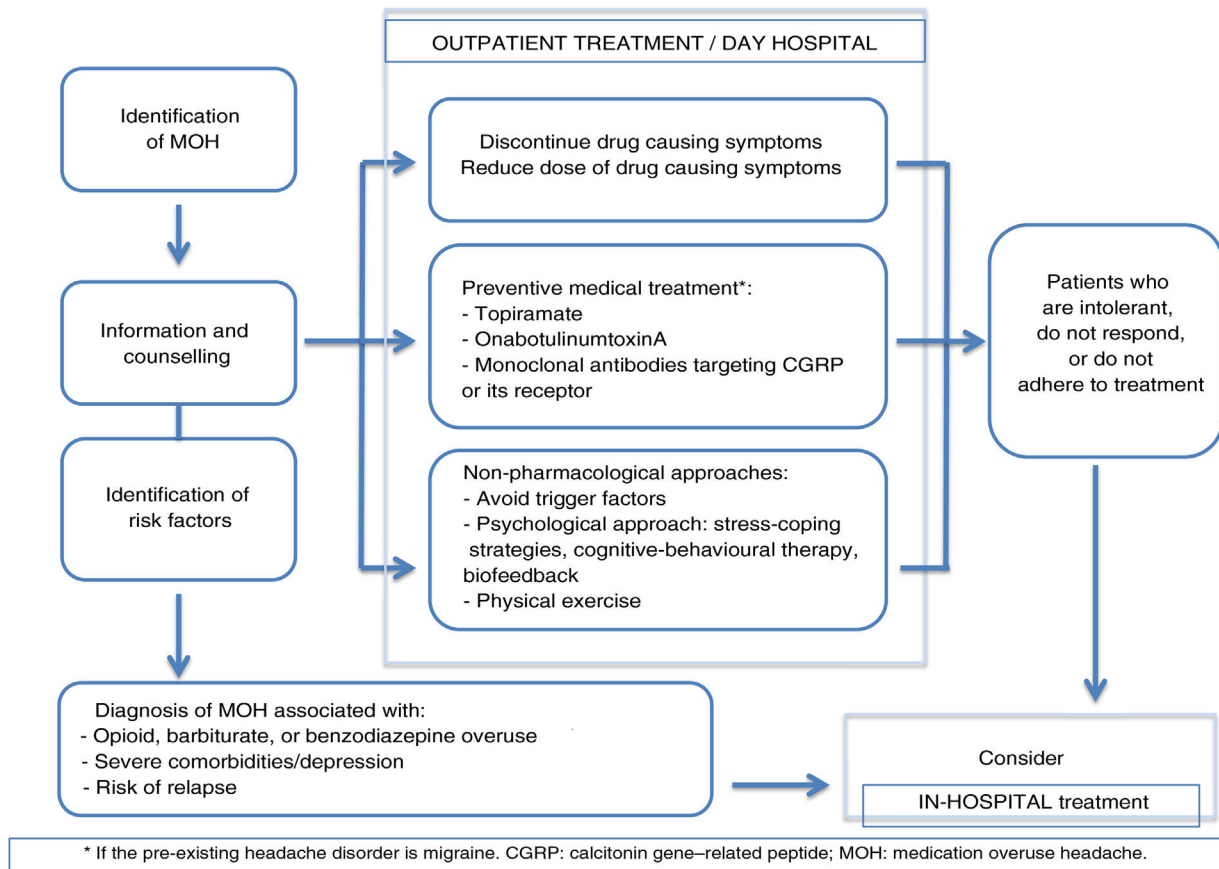 OUTPATIENT TREATMENT / DAY HOSPITAL
Identification
of MOH
Discontinue drug causing symptoms
Reduce dose of drug causing symptoms
Information and
counselling
Preventive medical treatment*:
- Topiramate
- OnabotulinumtoxinA
- Monoclonal antibodies targeting CGRP
or its receptor
Patients who
are intolerant,
do not respond,
or do not
adhere to treatment
Identification of
risk factors
Non-pharmacological approaches:
- Avoid trigger factors
- Psychological approach: stress-coping
strategies, cognitive-behavioural therapy,
biofeedback
- Physical exercise
Diagnosis of MOH associated with:
- Opioid, barbiturate, or benzodiazepine overuse
- Severe comorbidities/depression
- Risk of relapse
Consider
IN-HOSPITAL treatment
* If the pre-existing headache disorder is migraine. CGRP: calcitonin gene–related peptide; MOH: medication overuse headache.